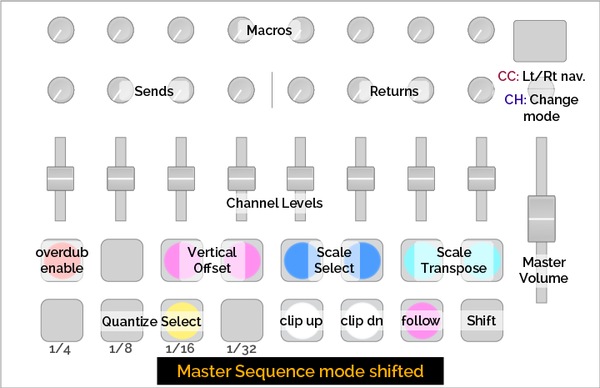 Macros
Sends
Returns
CC: Lt/Rt nav.
CH: Change
mode
Channel Levels
overdub
enable
Vertical
Offset
Scale
Select
Scale
Transpose
Master
Volume
Quantize Select
clip up
clip dn
follow
Shift
1/4
1/8
1/16
1/32
Master Sequence mode shifted